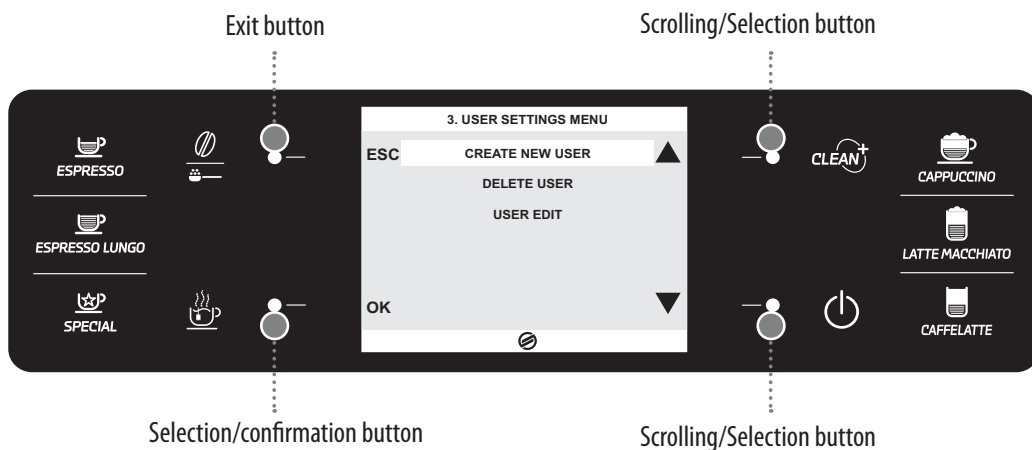 Exit button
Scrolling/Selection button
3. USER SETTINGS MENU
ESC
CREATE NEW USER
DELETE USER
USER EDIT
OK
ESPRESSO
ESPRESSO LUNGO
SPECIAL
CLEAN+
CAPPUCCINO
LATTE MACCHIATO
CAFFELATTE
Selection/confirmation button
Scrolling/Selection button